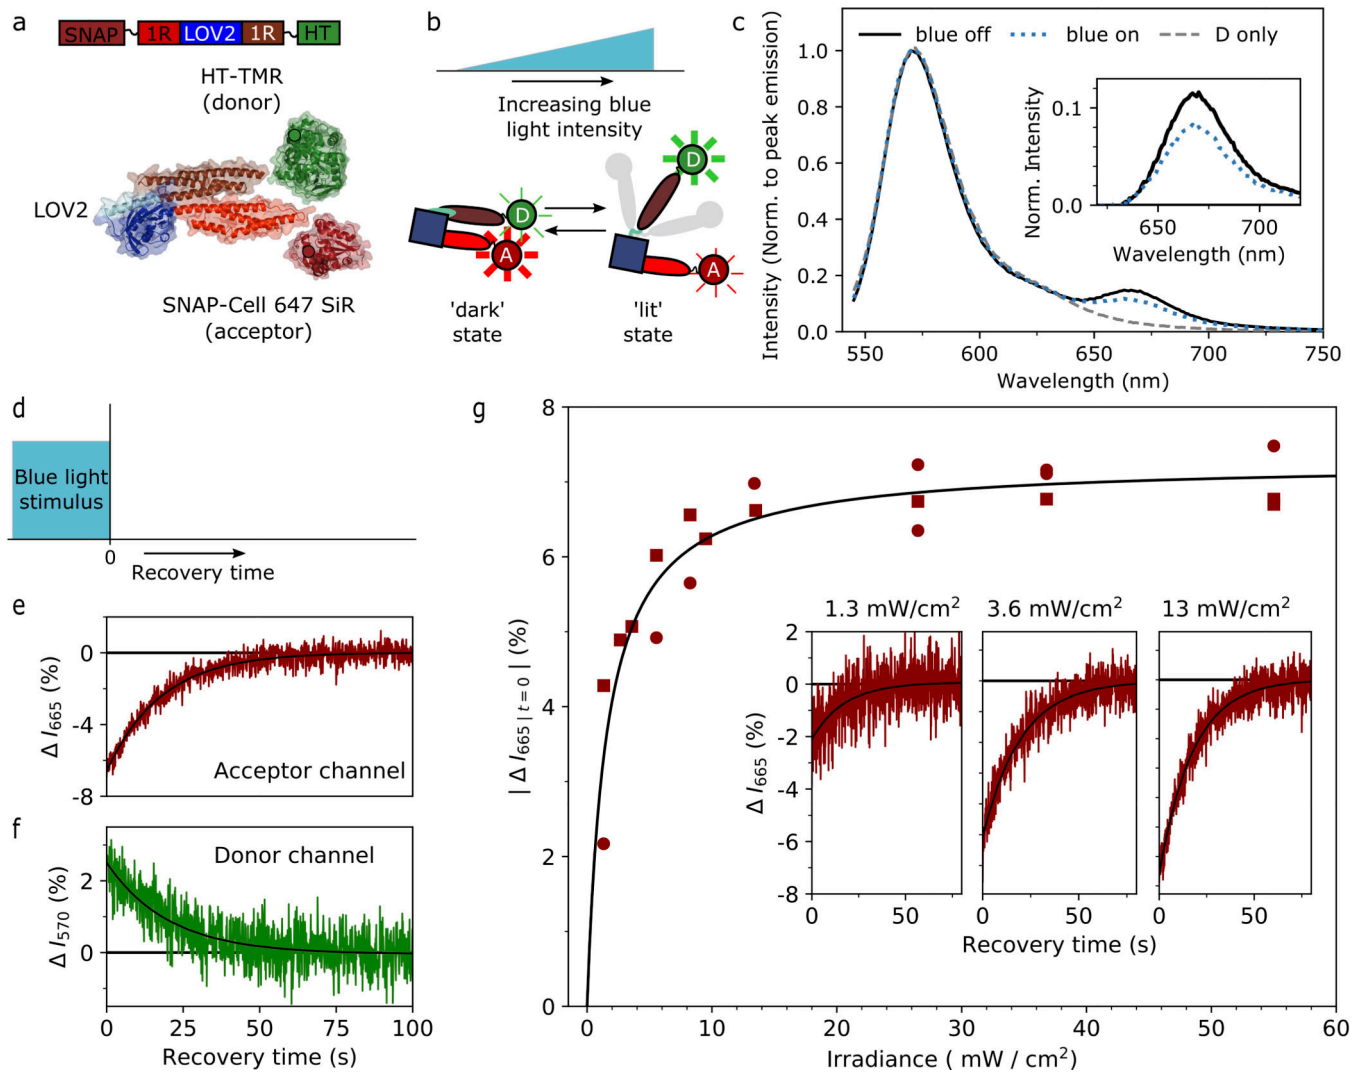 a
SNAP 1R LOV2 1R HT
HT-TMR
(donor)
LOV2
SNAP-Cell 647 SiR
(acceptor)
b
Increasing blue
light intensity
D
A
D
A
'dark'
state
'lit'
state
c
Intensity (Norm. to peak emission)
1.0
0.8
0.6
0.4
0.2
0.0
blue off blue on D only
Norm. Intensity
0.1
0.0
650 700
Wavelength (nm)
550 600 650 700 750
Wavelength (nm)
d
Blue light
stimulus
0
Recovery time
e
Δ I₆₆₅ (%)
0
-4
-8
Acceptor channel
f
Δ I₅₇₀ (%)
2
0
Donor channel
0 25 50 75 100
Recovery time (s)
g
| Δ I₆₆₅ | t = 0 | (%)
8
6
4
2
0
1.3 mW/cm² 3.6 mW/cm² 13 mW/cm²
Δ I₆₆₅ (%)
2
0
-2
-4
-6
-8
0 50 0 50 0 50
Recovery time (s)
0 10 20 30 40 50 60
Irradiance ( mW / cm²)